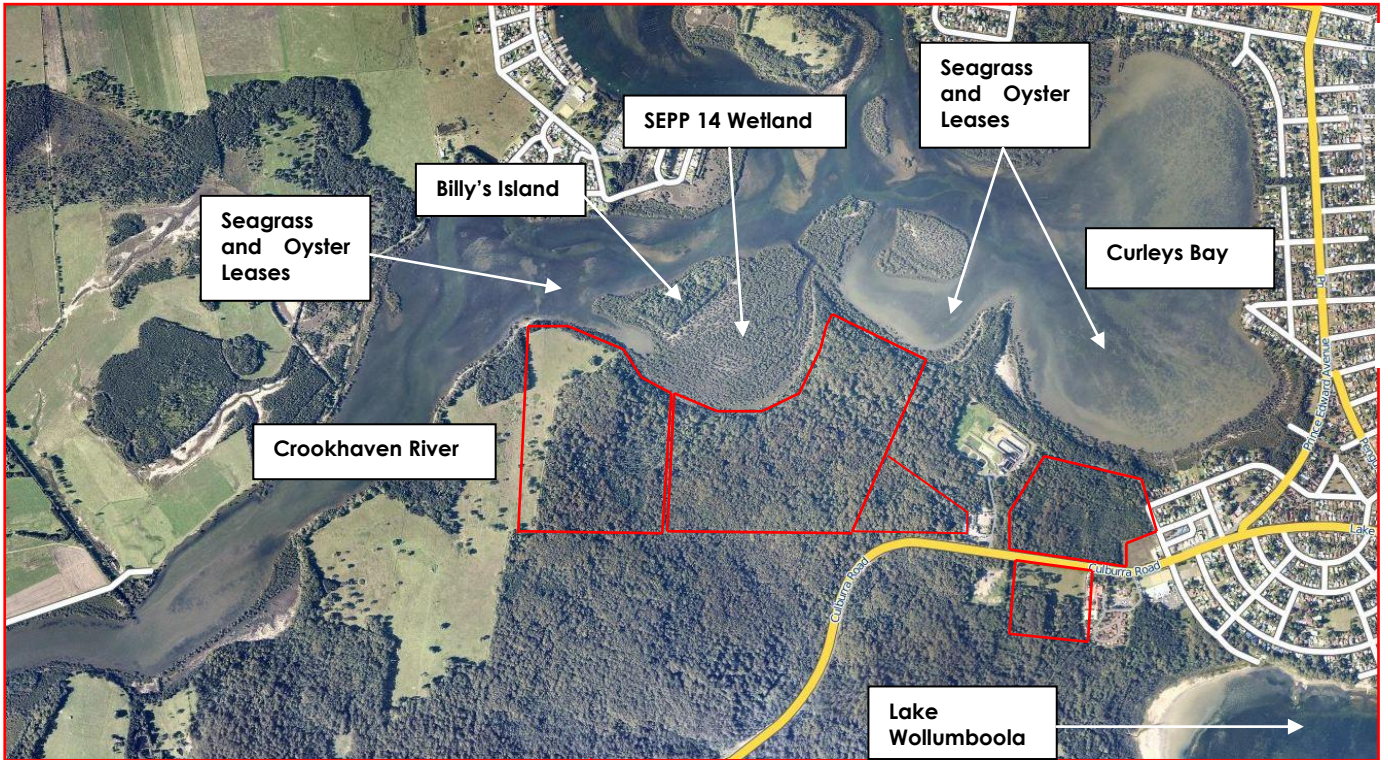 Seagrass
and Oyster
Leases
SEPP 14 Wetland
Billy’s Island
Seagrass
and Oyster
Leases
Curleys Bay
Crookhaven River
Prince Edward Avenue
Culburra Road
Culburra Road
Lake
Lake
Wollumboola